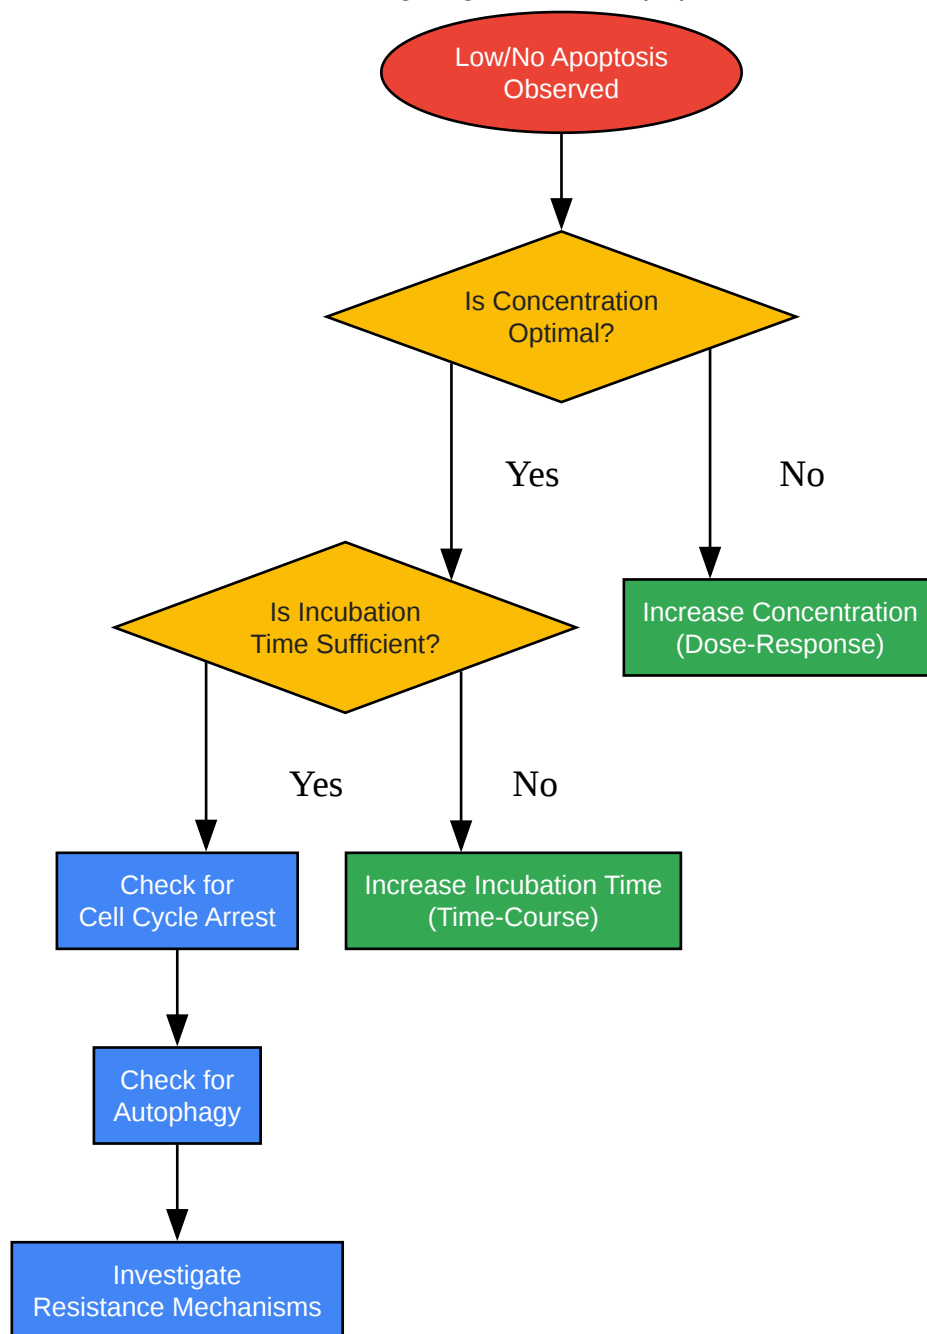 Low/No Apoptosis
Observed
Is Concentration
Optimal?
Yes
No
Is Incubation
Time Sufficient?
Increase Concentration
(Dose-Response)
Yes
No
Check for
Cell Cycle Arrest
Increase Incubation Time
(Time-Course)
Check for
Autophagy
Investigate
Resistance Mechanisms